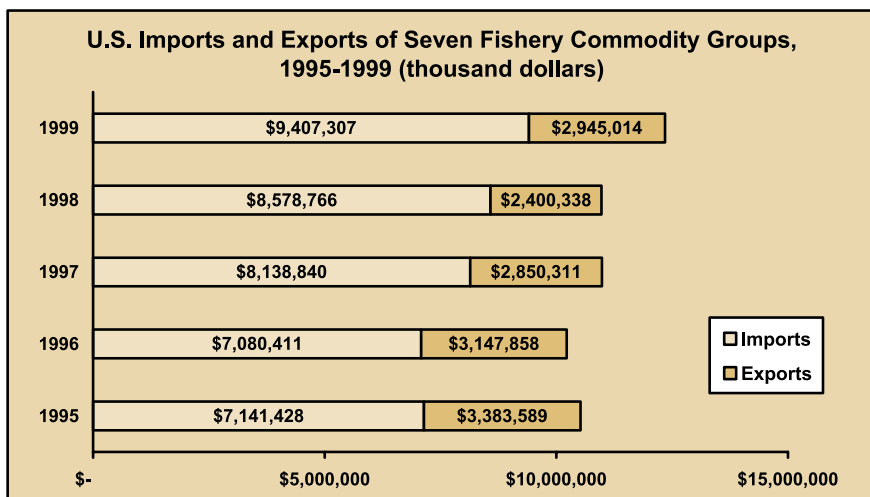 U.S. Imports and Exports of Seven Fishery Commodity Groups,
1995-1999 (thousand dollars)
1999 $9,407,307 $2,945,014
1998 $8,578,766 $2,400,338
1997 $8,138,840 $2,850,311
1996 $7,080,411 $3,147,858
Imports
Exports
1995 $7,141,428 $3,383,589
$- $5,000,000 $10,000,000 $15,000,000